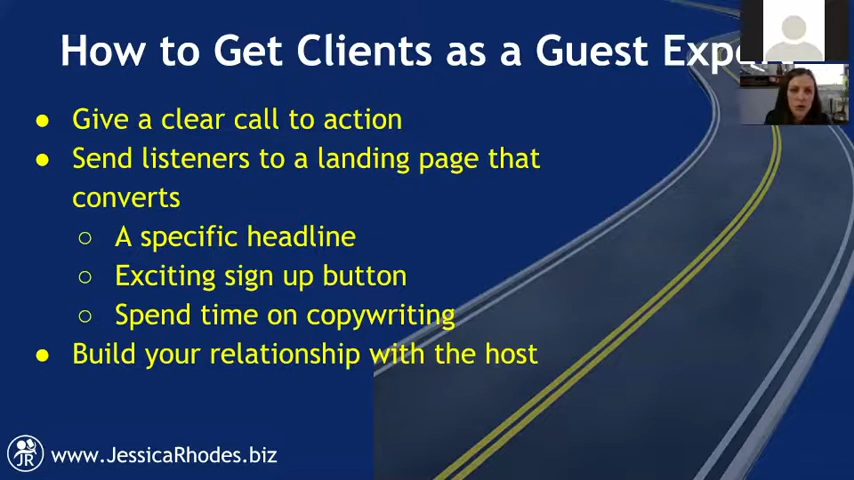 How to Get Clients as a Guest
● Give a clear call to action
● Send listeners to a landing page that
converts
○ A specific headline
○ Exciting sign up button
○ Spend time on copywriting
● Build your relationship with the host
JR www.JessicaRhodes.biz